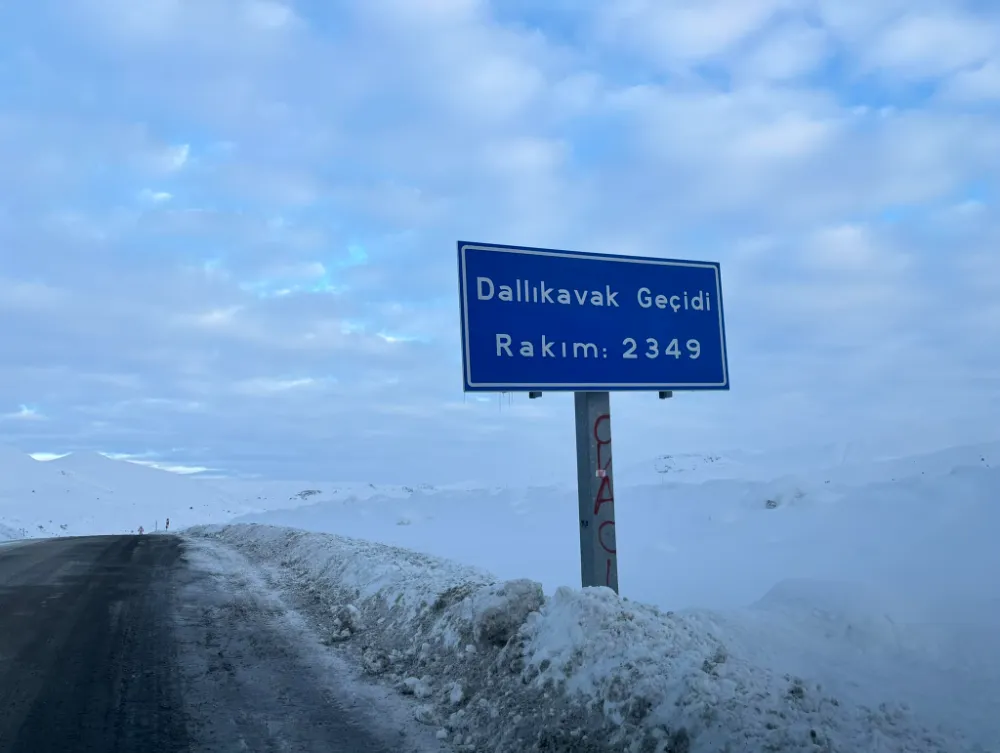 Dallıkavak Geçidi
Rakım: 2349